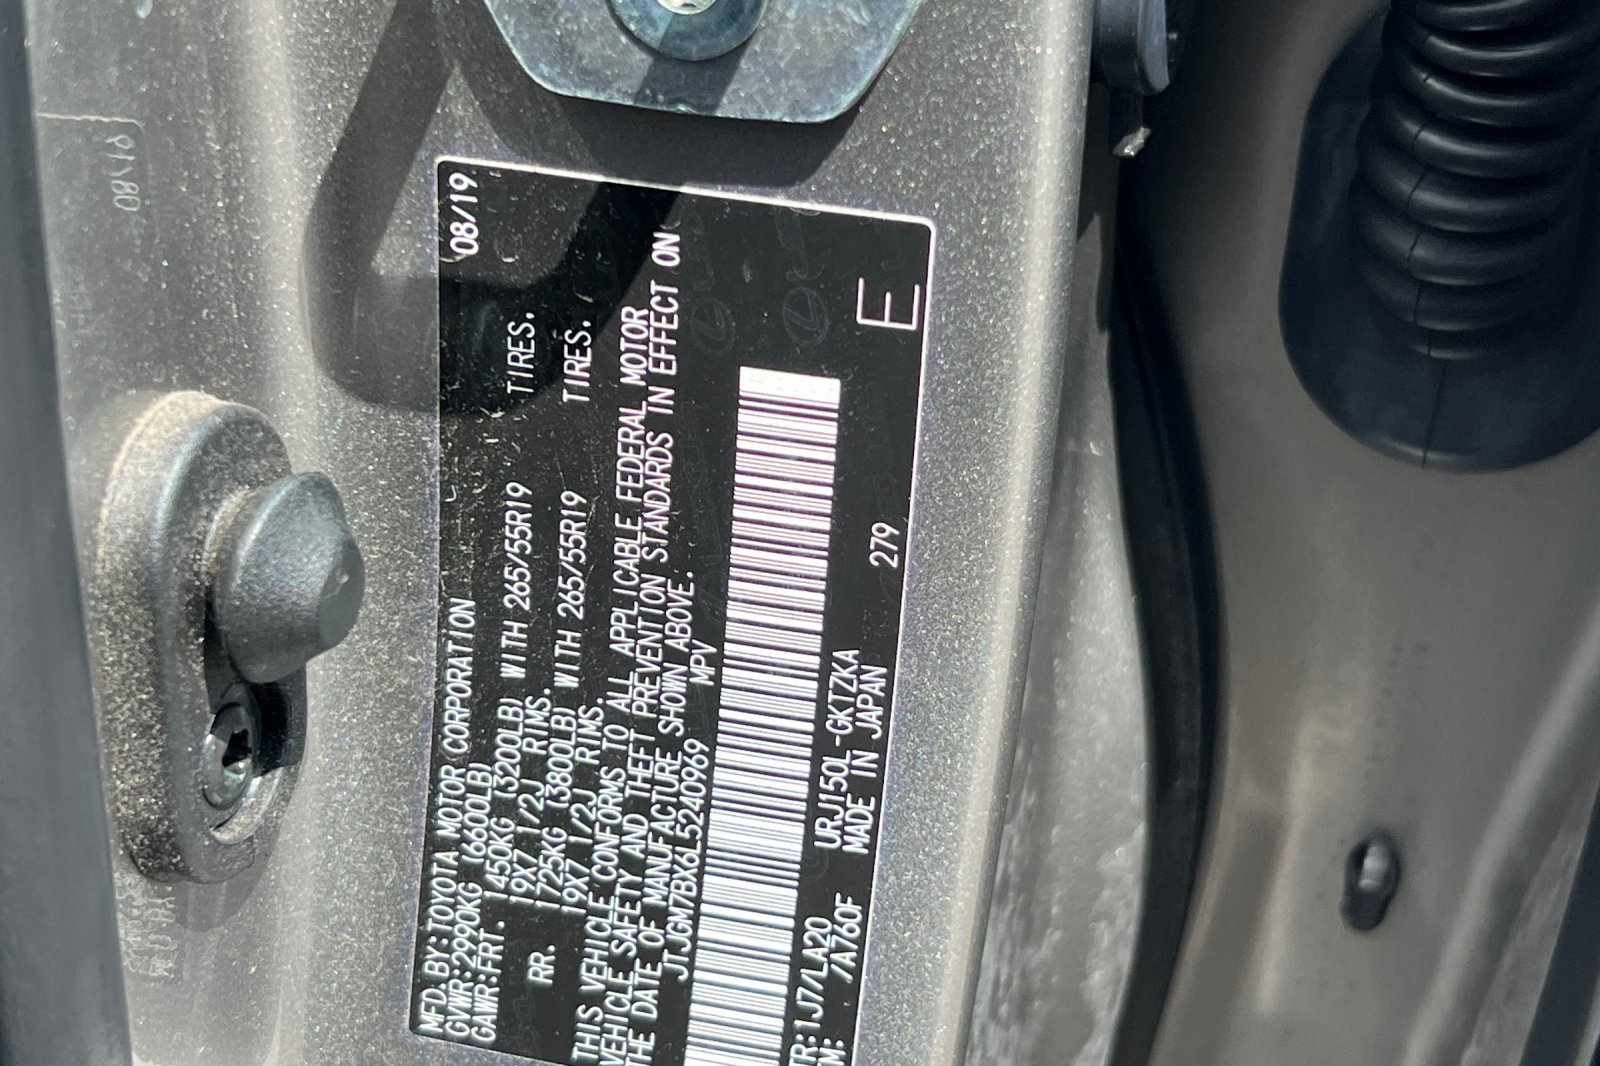 MFD. BY: TOYOTA MOTOR CORPORATION 08/19
GVWR: 2990KG (6600LB)
GAWR: FRT. 1450KG (3200LB) WITH 265/55R19 TIRES.
19X7 1/2J RIMS.
RR. 1725KG (3800LB) WITH 265/55R19 TIRES.
19X7 1/2J RIMS.
THIS VEHICLE CONFORMS TO ALL APPLICABLE FEDERAL MOTOR
VEHICLE SAFETY AND THEFT PREVENTION STANDARDS IN EFFECT ON
THE DATE OF MANUFACTURE SHOWN ABOVE.
JTJGM7BX6L5240969 MPV
TR: 1J7/LA20 URJ150L-GKTZKA
TM: /A760F MADE IN JAPAN 279 E